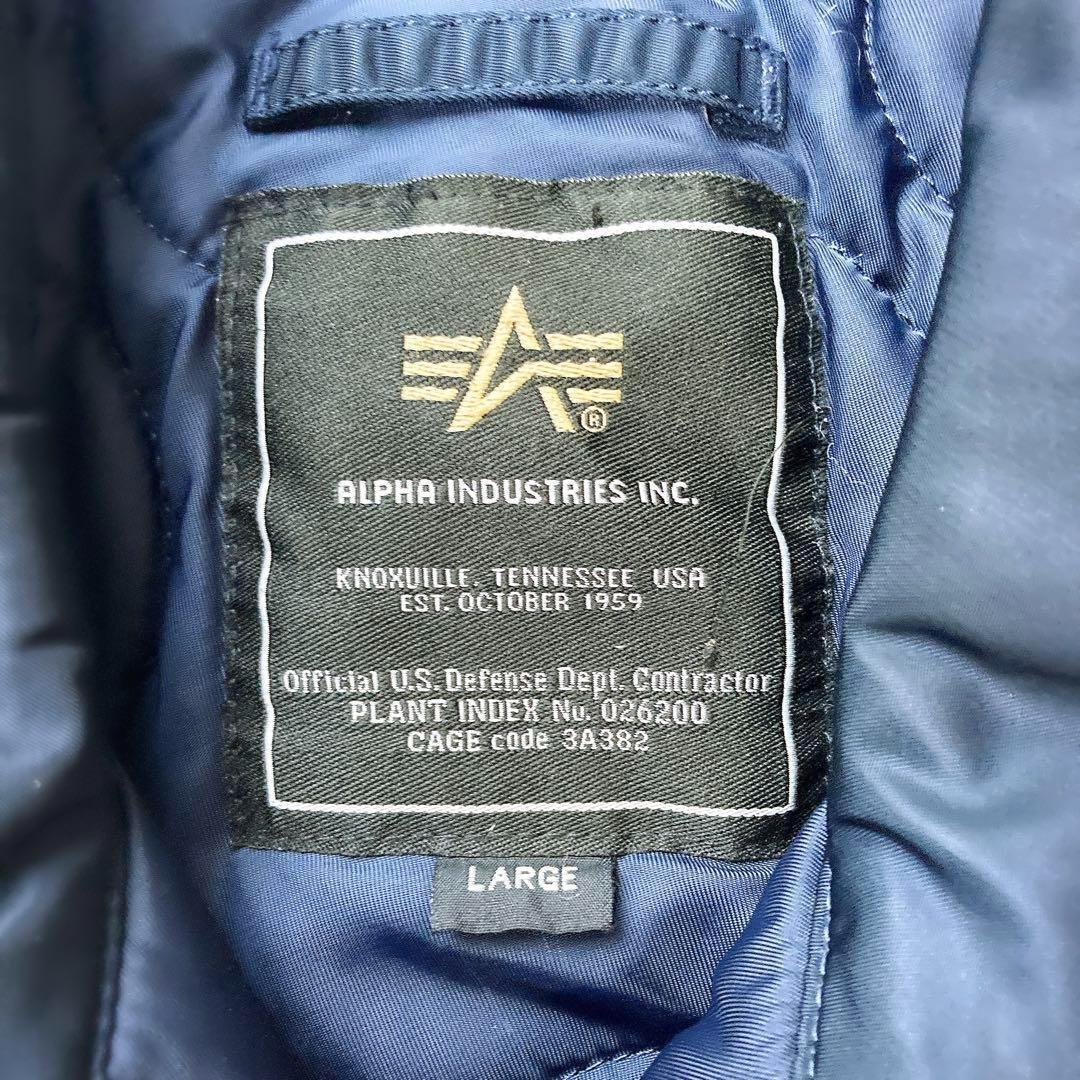 ®
ALPHA INDUSTRIES INC.
KNOXVILLE, TENNESSEE USA
EST. OCTOBER 1959
Official U.S. Defense Dept. Contractor
PLANT INDEX No. 026200
CAGE code 3A382
LARGE